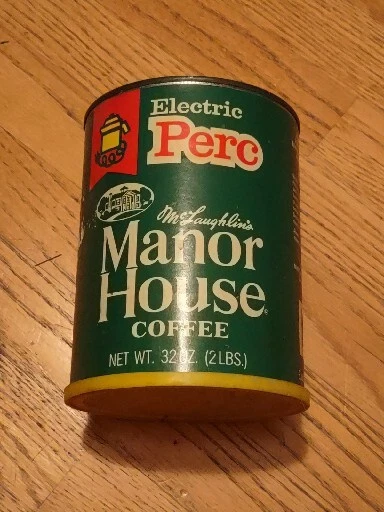 Electric
Perc
McLaughlin's
Manor
House®
COFFEE
NET WT. 32 OZ. (2 LBS.)